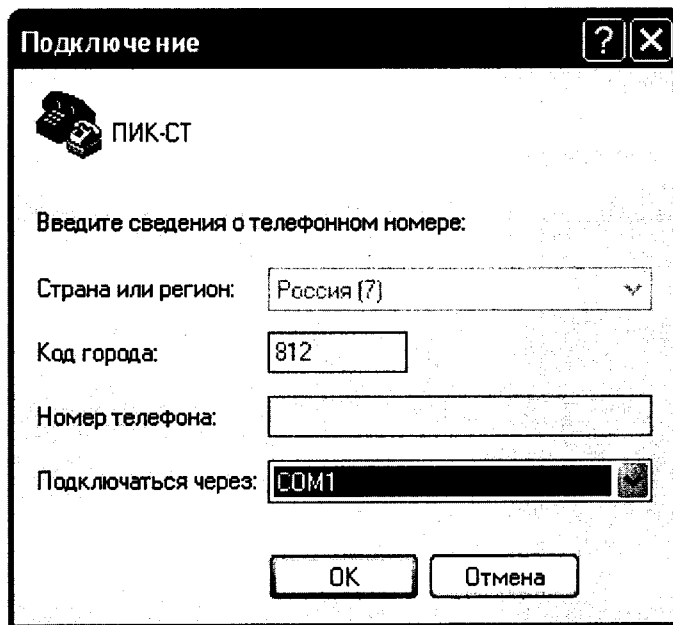 Подключение
ПИК-СТ
Введите сведения о телефонном номере:
Страна или регион: Россия (7)
Код города: 812
Номер телефона:
Подключаться через: COM1
OK Отмена